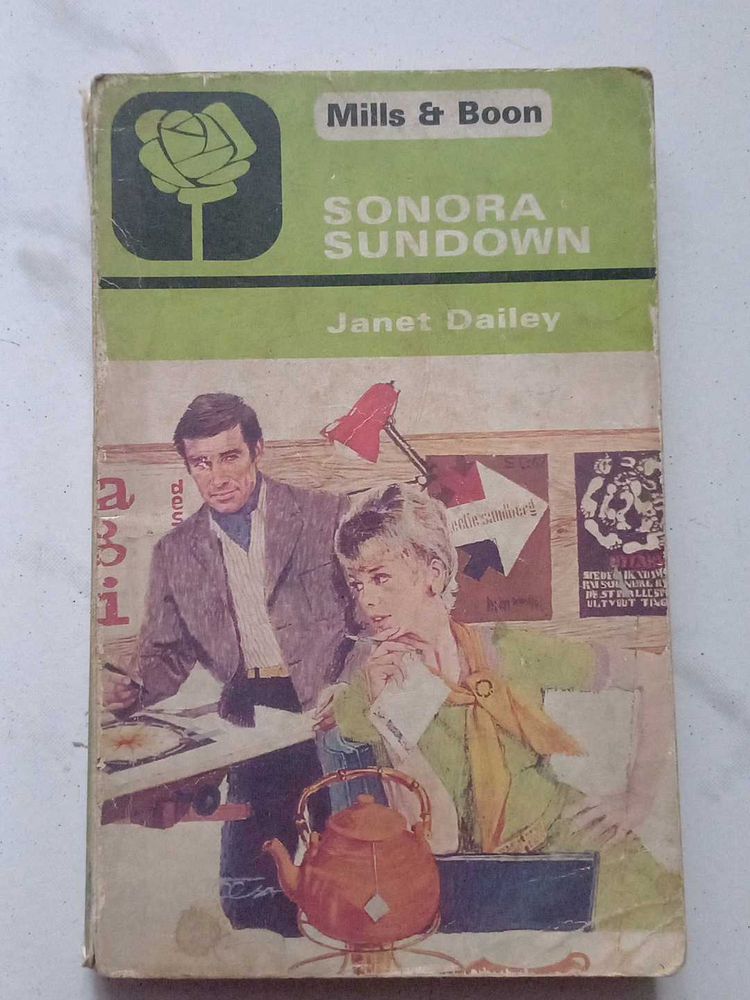 Mills & Boon
SONORA
SUNDOWN
Janet Dailey